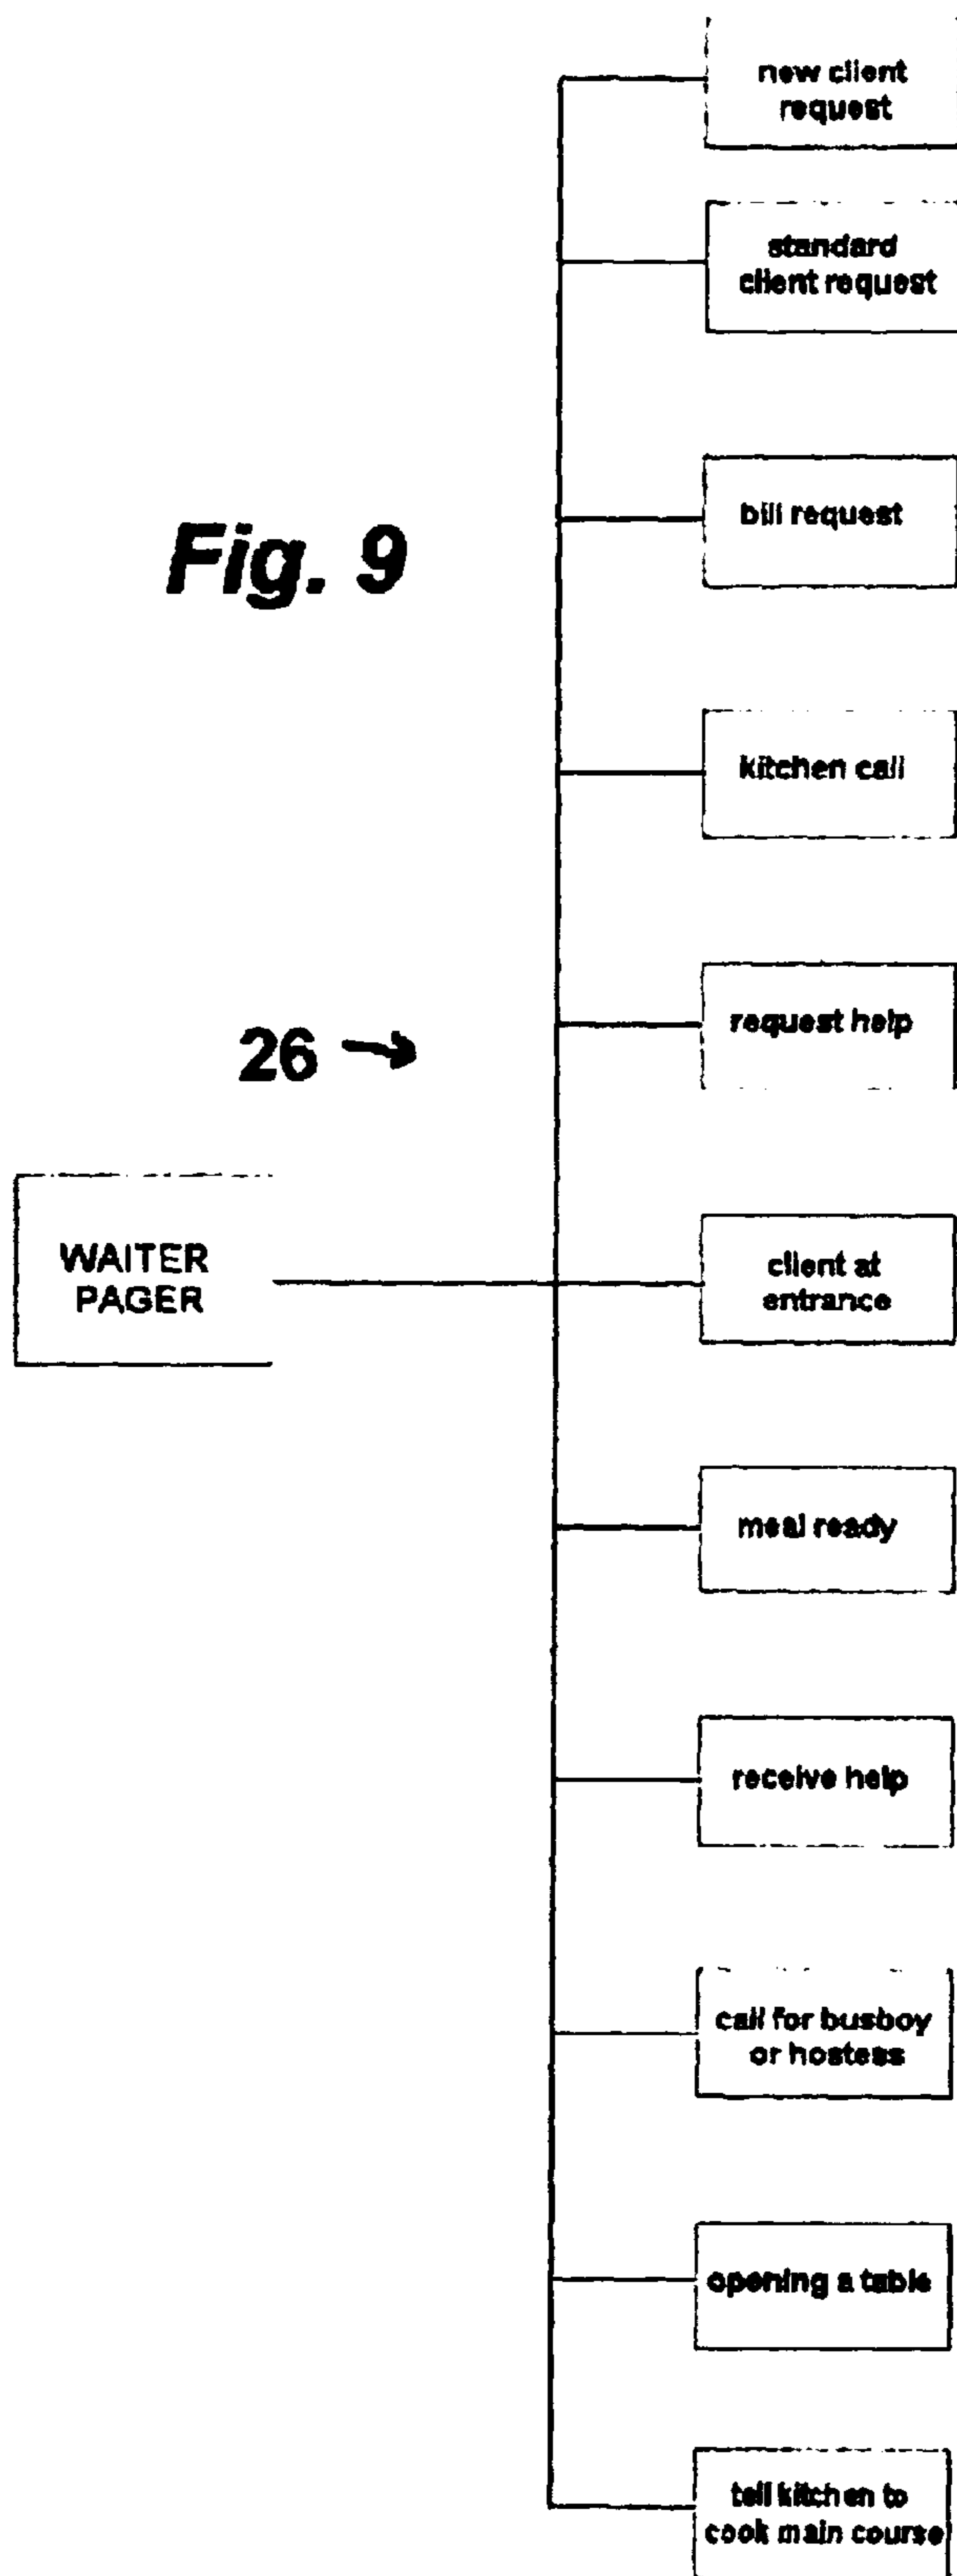 new client
request
standard
client request
bill request
Fig. 9
kitchen call
request help
26
WAITER
PAGER
client at
entrance
meal ready
receive help
call for busboy
or hostess
opening a table
tell kitchen to
cook main course